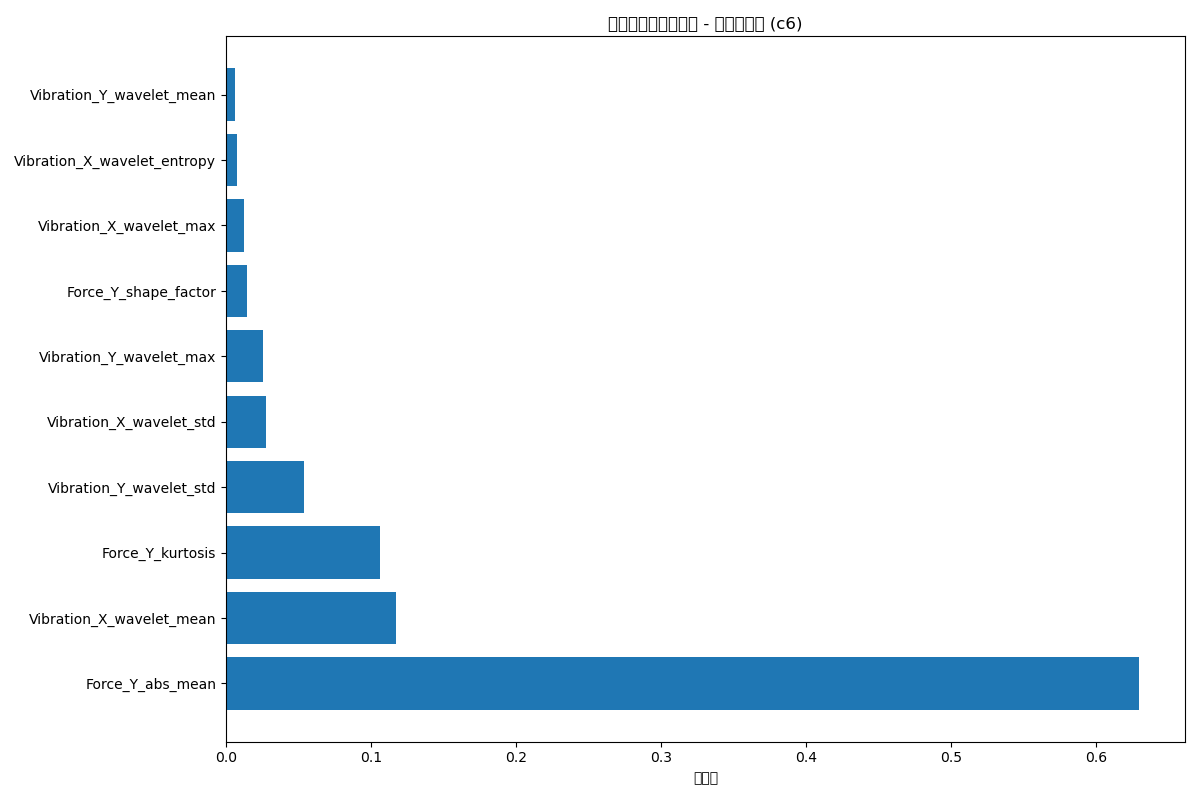 (c6)
Vibration_Y_wavelet_mean
Vibration_X_wavelet_entropy
Vibration_X_wavelet_max
Force_Y_shape_factor
Vibration_Y_wavelet_max
Vibration_X_wavelet_std
Vibration_Y_wavelet_std
Force_Y_kurtosis
Vibration_X_wavelet_mean
Force_Y_abs_mean
0.0 0.1 0.2 0.3 0.4 0.5 0.6